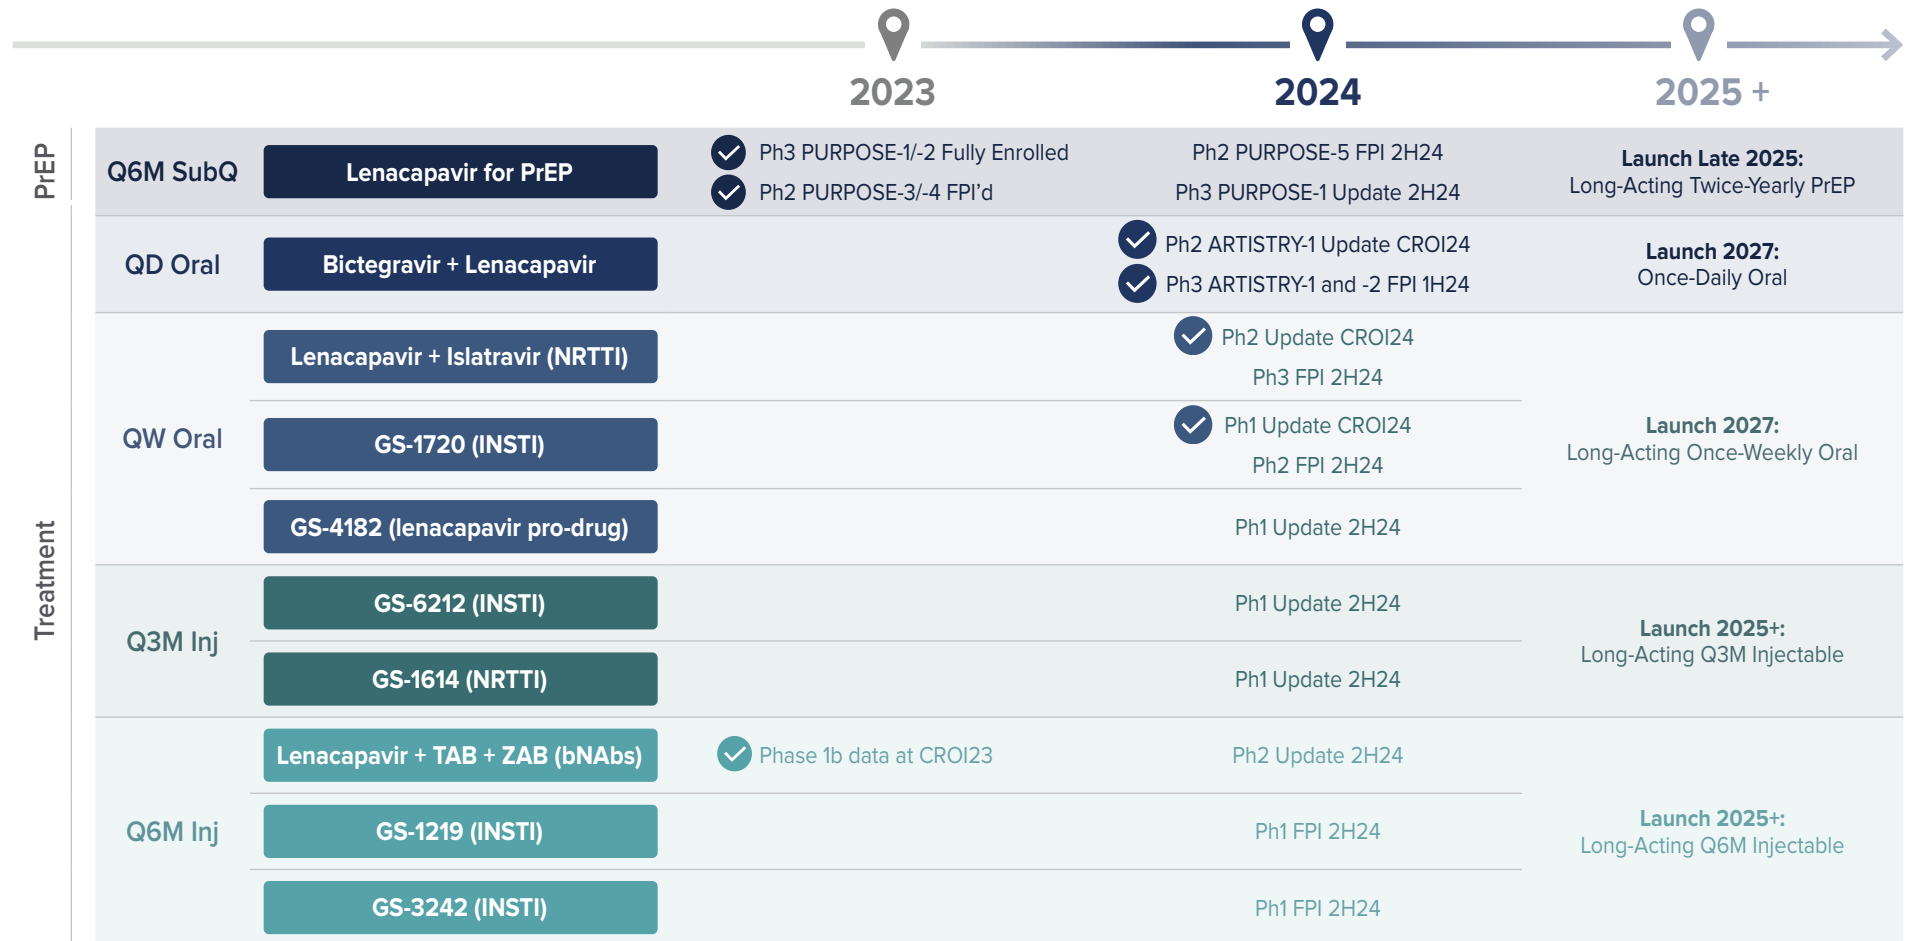 2023
2024
2025 +
PrEP
Q6M SubQ
Lenacapavir for PrEP
Ph3 PURPOSE-1/-2 Fully Enrolled
Ph2 PURPOSE-3/-4 FPI'd
Ph2 PURPOSE-5 FPI 2H24
Ph3 PURPOSE-1 Update 2H24
Launch Late 2025:
Long-Acting Twice-Yearly PrEP
Treatment
QD Oral
Bictegravir + Lenacapavir
Ph2 ARTISTRY-1 Update CROI24
Ph3 ARTISTRY-1 and -2 FPI 1H24
Launch 2027:
Once-Daily Oral
QW Oral
Lenacapavir + Islatravir (NRTTI)
Ph2 Update CROI24
Ph3 FPI 2H24
GS-1720 (INSTI)
Ph1 Update CROI24
Ph2 FPI 2H24
GS-4182 (lenacapavir pro-drug)
Ph1 Update 2H24
Launch 2027:
Long-Acting Once-Weekly Oral
Q3M Inj
GS-6212 (INSTI)
Ph1 Update 2H24
GS-1614 (NRTTI)
Ph1 Update 2H24
Launch 2025+:
Long-Acting Q3M Injectable
Q6M Inj
Lenacapavir + TAB + ZAB (bNAbs)
Phase 1b data at CROI23
Ph2 Update 2H24
GS-1219 (INSTI)
Ph1 FPI 2H24
GS-3242 (INSTI)
Ph1 FPI 2H24
Launch 2025+:
Long-Acting Q6M Injectable